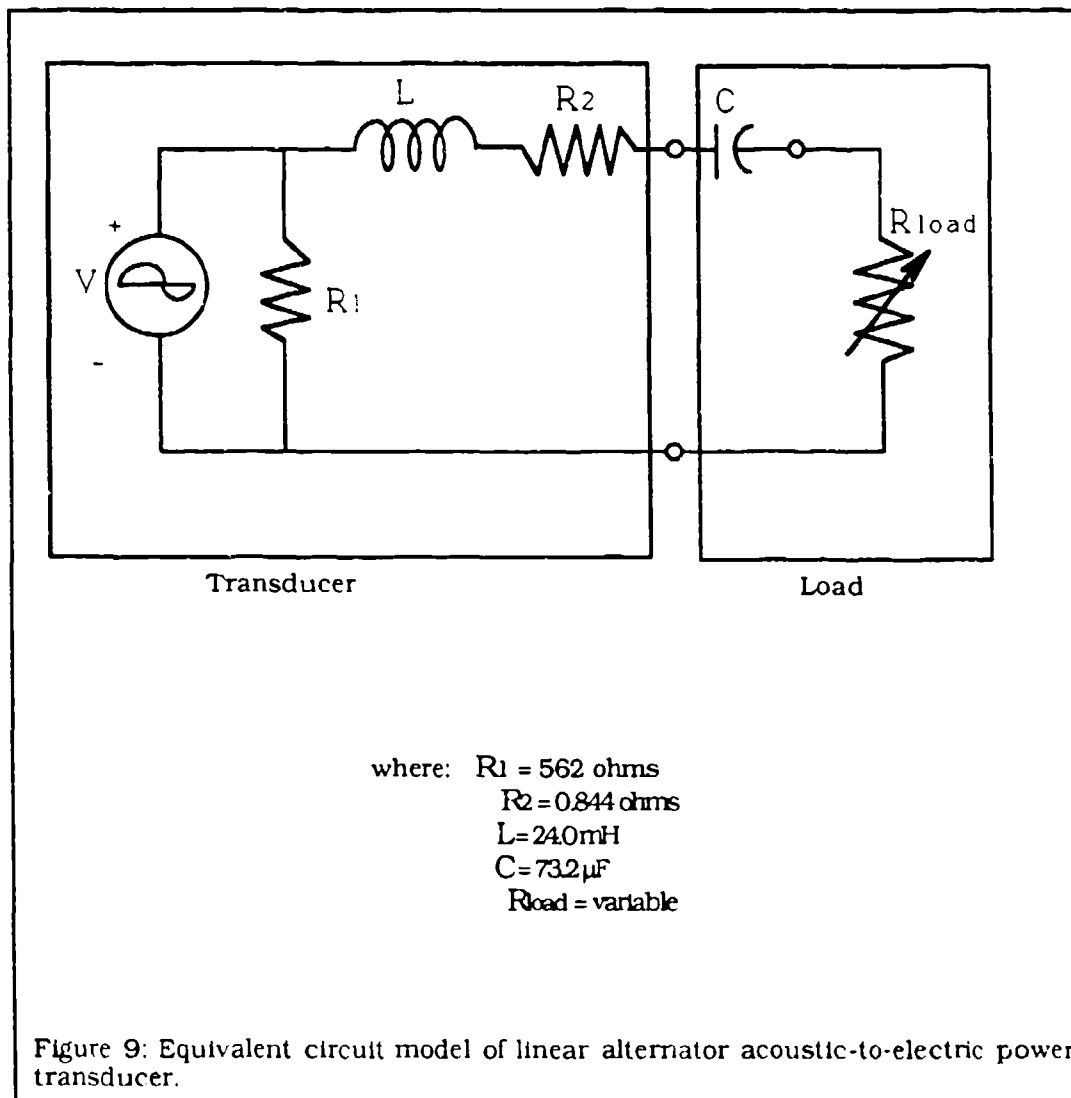 L
R2
C
Rload
+
V
R1
-
Transducer
Load
where: R1 = 562 ohms
R2 = 0.844 ohms
L = 24.0 mH
C = 73.2 µF
Rload = variable
Figure 9: Equivalent circuit model of linear alternator acoustic-to-electric power
transducer.